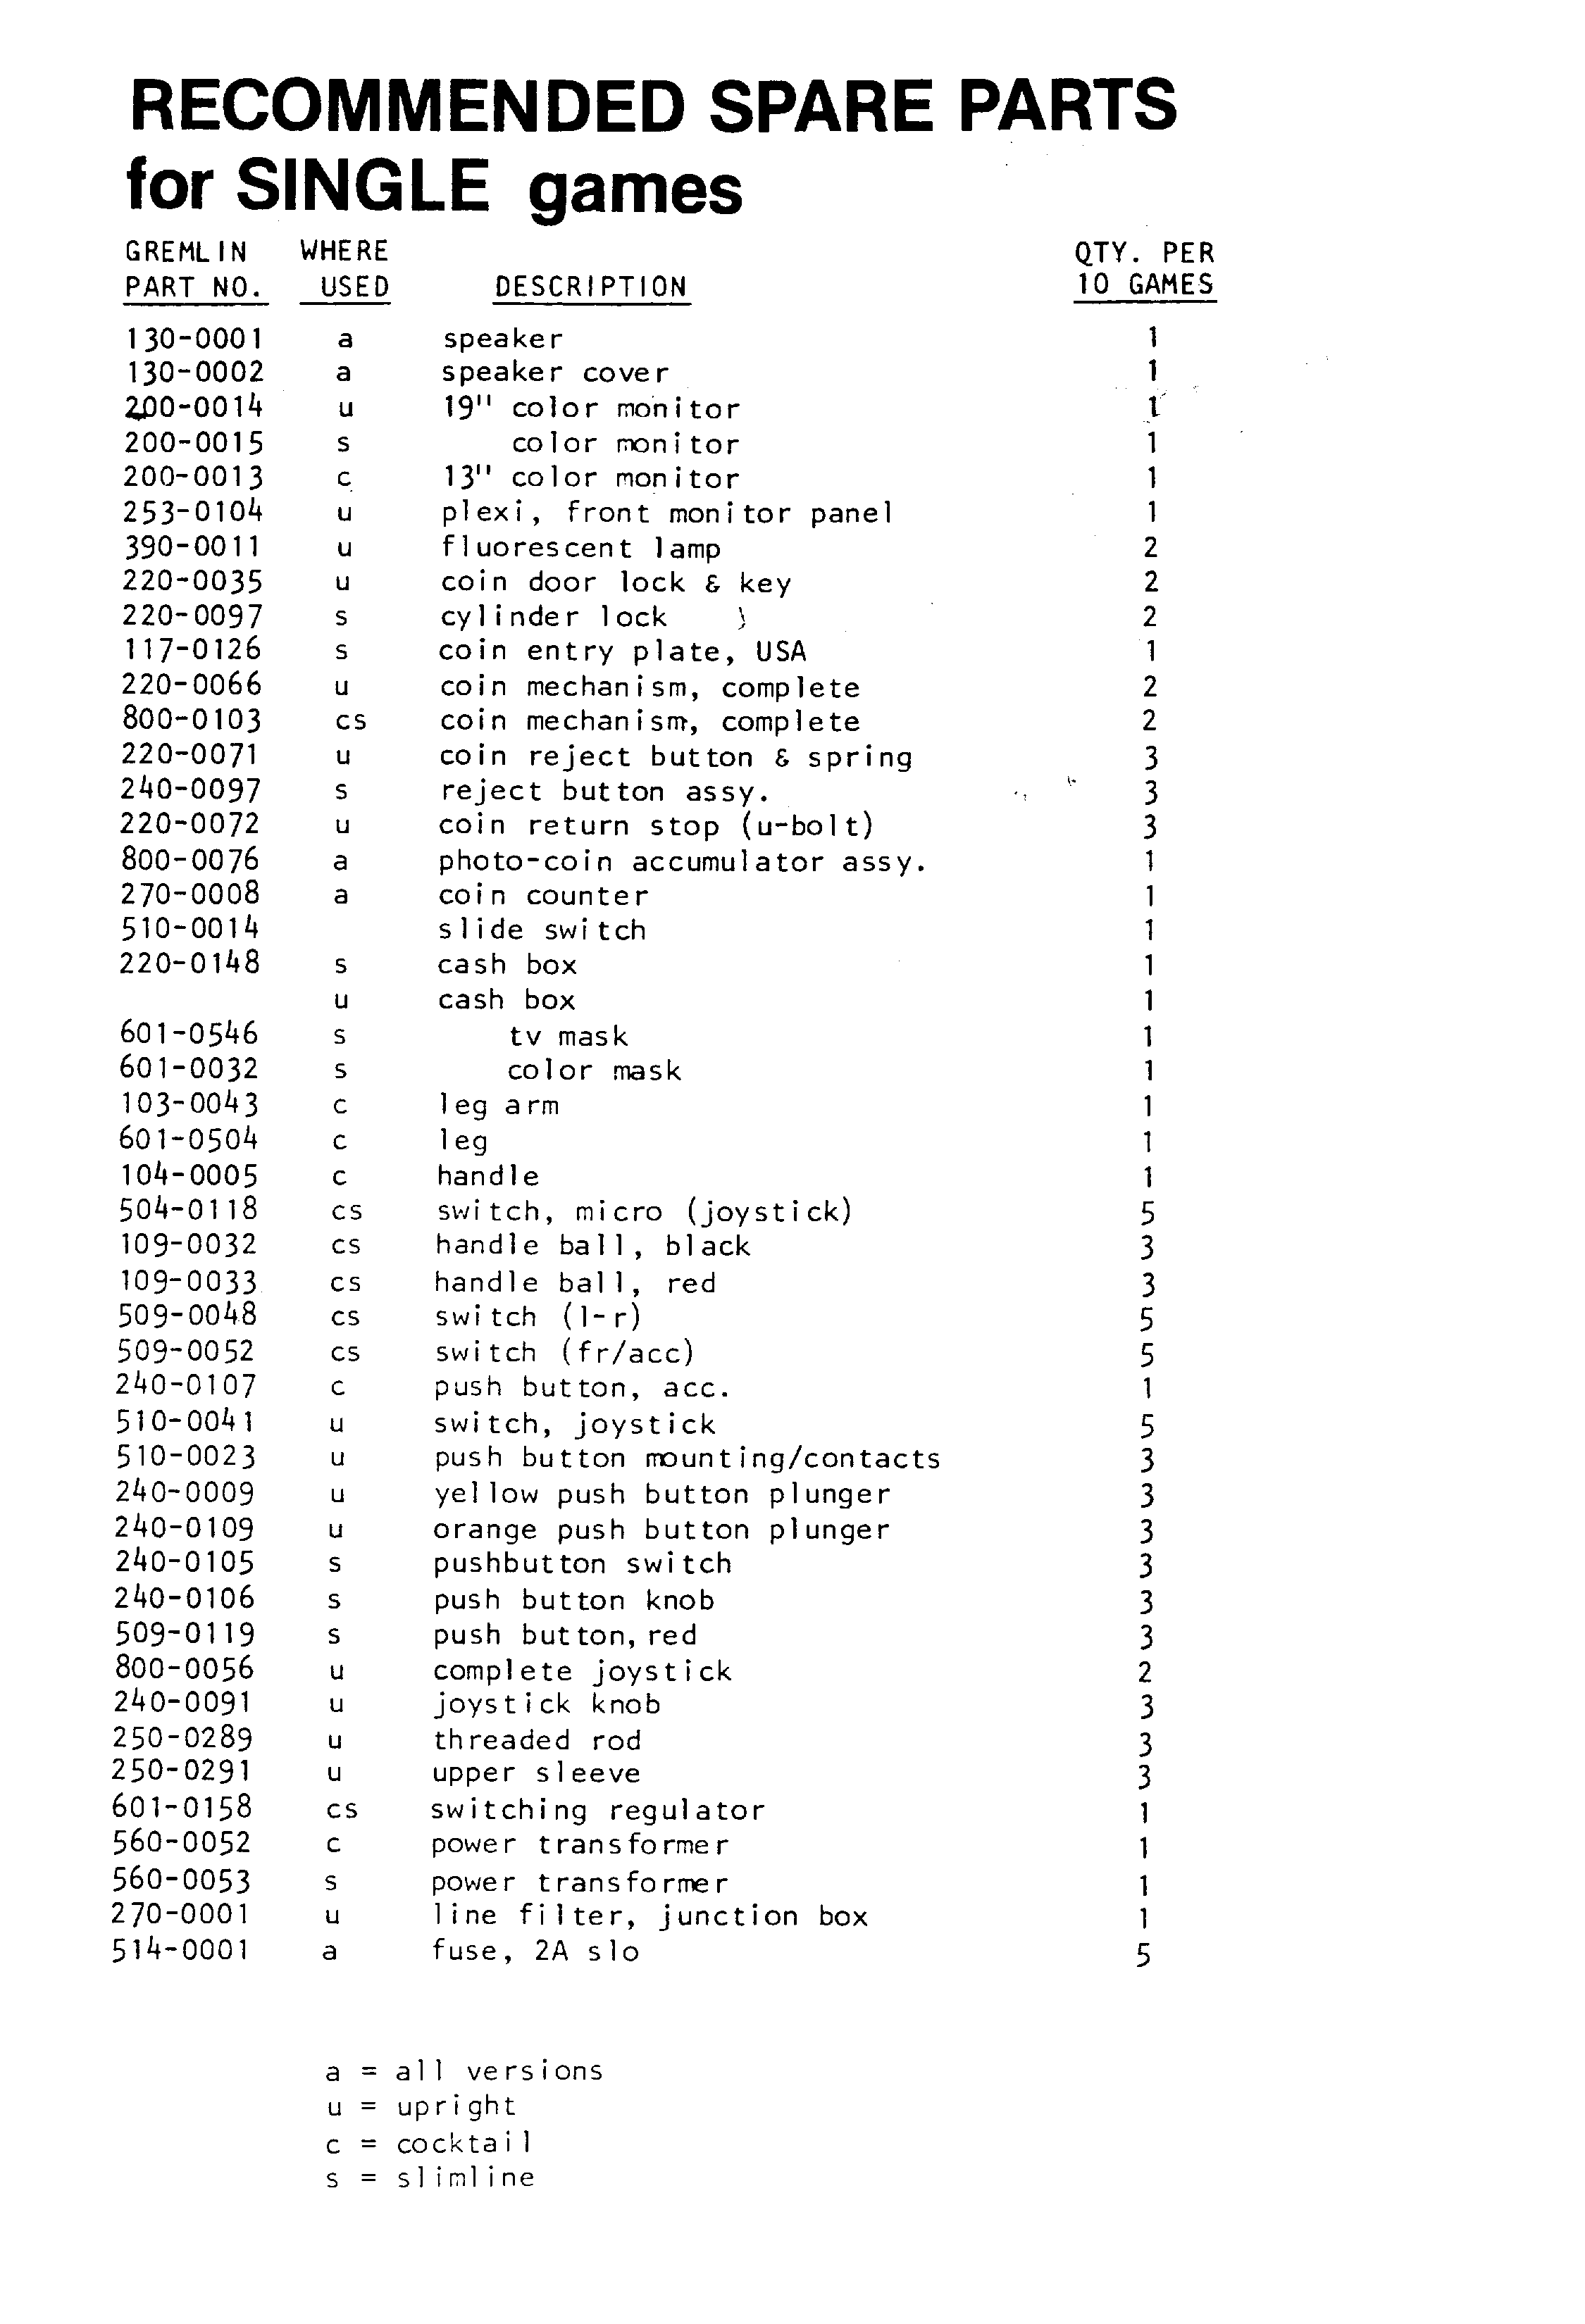 RECOMMENDED SPARE PARTS
for SINGLE games
GREMLIN WHERE QTY. PER
PART NO. USED DESCRIPTION 10 GAMES
130-0001 a speaker 1
130-0002 a speaker cover 1
200-0014 u 19" color monitor 1
200-0015 s color monitor 1
200-0013 c 13" color monitor 1
253-0104 u plexi, front monitor panel 1
390-0011 u fluorescent lamp 2
220-0035 u coin door lock & key 2
220-0097 s cylinder lock } 2
117-0126 s coin entry plate, USA 1
220-0066 u coin mechanism, complete 2
800-0103 cs coin mechanism, complete 2
220-0071 u coin reject button & spring 3
240-0097 s reject button assy. 3
220-0072 u coin return stop (u-bolt) 3
800-0076 a photo-coin accumulator assy. 1
270-0008 a coin counter 1
510-0014 slide switch 1
220-0148 s cash box 1
u cash box 1
601-0546 s tv mask 1
601-0032 s color mask 1
103-0043 c leg arm 1
601-0504 c leg 1
104-0005 c handle 1
504-0118 cs switch, micro (joystick) 5
109-0032 cs handle ball, black 3
109-0033 cs handle ball, red 3
509-0048 cs switch (l-r) 5
509-0052 cs switch (fr/acc) 5
240-0107 c push button, acc. 1
510-0041 u switch, joystick 5
510-0023 u push button mounting/contacts 3
240-0009 u yellow push button plunger 3
240-0109 u orange push button plunger 3
240-0105 s pushbutton switch 3
240-0106 s push button knob 3
509-0119 s push button, red 3
800-0056 u complete joystick 2
240-0091 u joystick knob 3
250-0289 u threaded rod 3
250-0291 u upper sleeve 3
601-0158 cs switching regulator 1
560-0052 c power transformer 1
560-0053 s power transformer 1
270-0001 u line filter, junction box 1
514-0001 a fuse, 2A slo 5
a = all versions
u = upright
c = cocktail
s = slimline